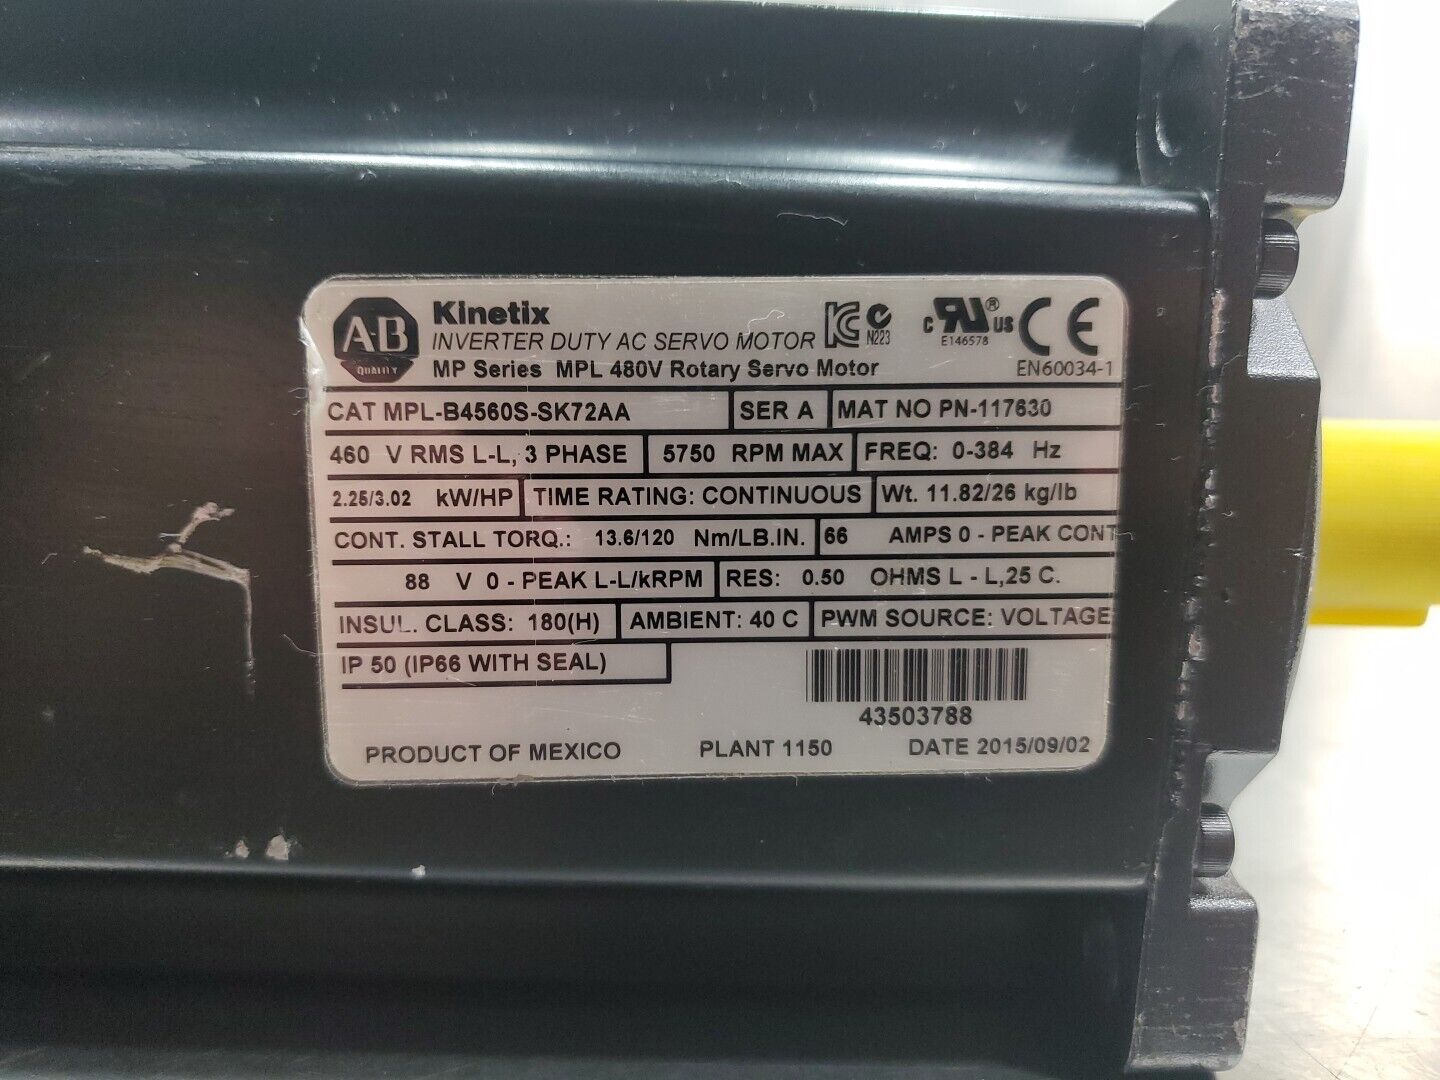 A-B
QUALITY
Kinetix
INVERTER DUTY AC SERVO MOTOR
MP Series MPL 480V Rotary Servo Motor
N223
C UR ® US
E146578
CE
EN60034-1
CAT MPL-B4560S-SK72AA SER A MAT NO PN-117630
460 V RMS L-L, 3 PHASE 5750 RPM MAX FREQ: 0-384 Hz
2.25/3.02 kW/HP TIME RATING: CONTINUOUS Wt. 11.82/26 kg/lb
CONT. STALL TORQ.: 13.6/120 Nm/LB.IN. 66 AMPS 0 - PEAK CONT
88 V 0 - PEAK L-L/kRPM RES: 0.50 OHMS L - L,25 C.
INSUL. CLASS: 180(H) AMBIENT: 40 C PWM SOURCE: VOLTAGE
IP 50 (IP66 WITH SEAL)
43503788
PRODUCT OF MEXICO PLANT 1150 DATE 2015/09/02